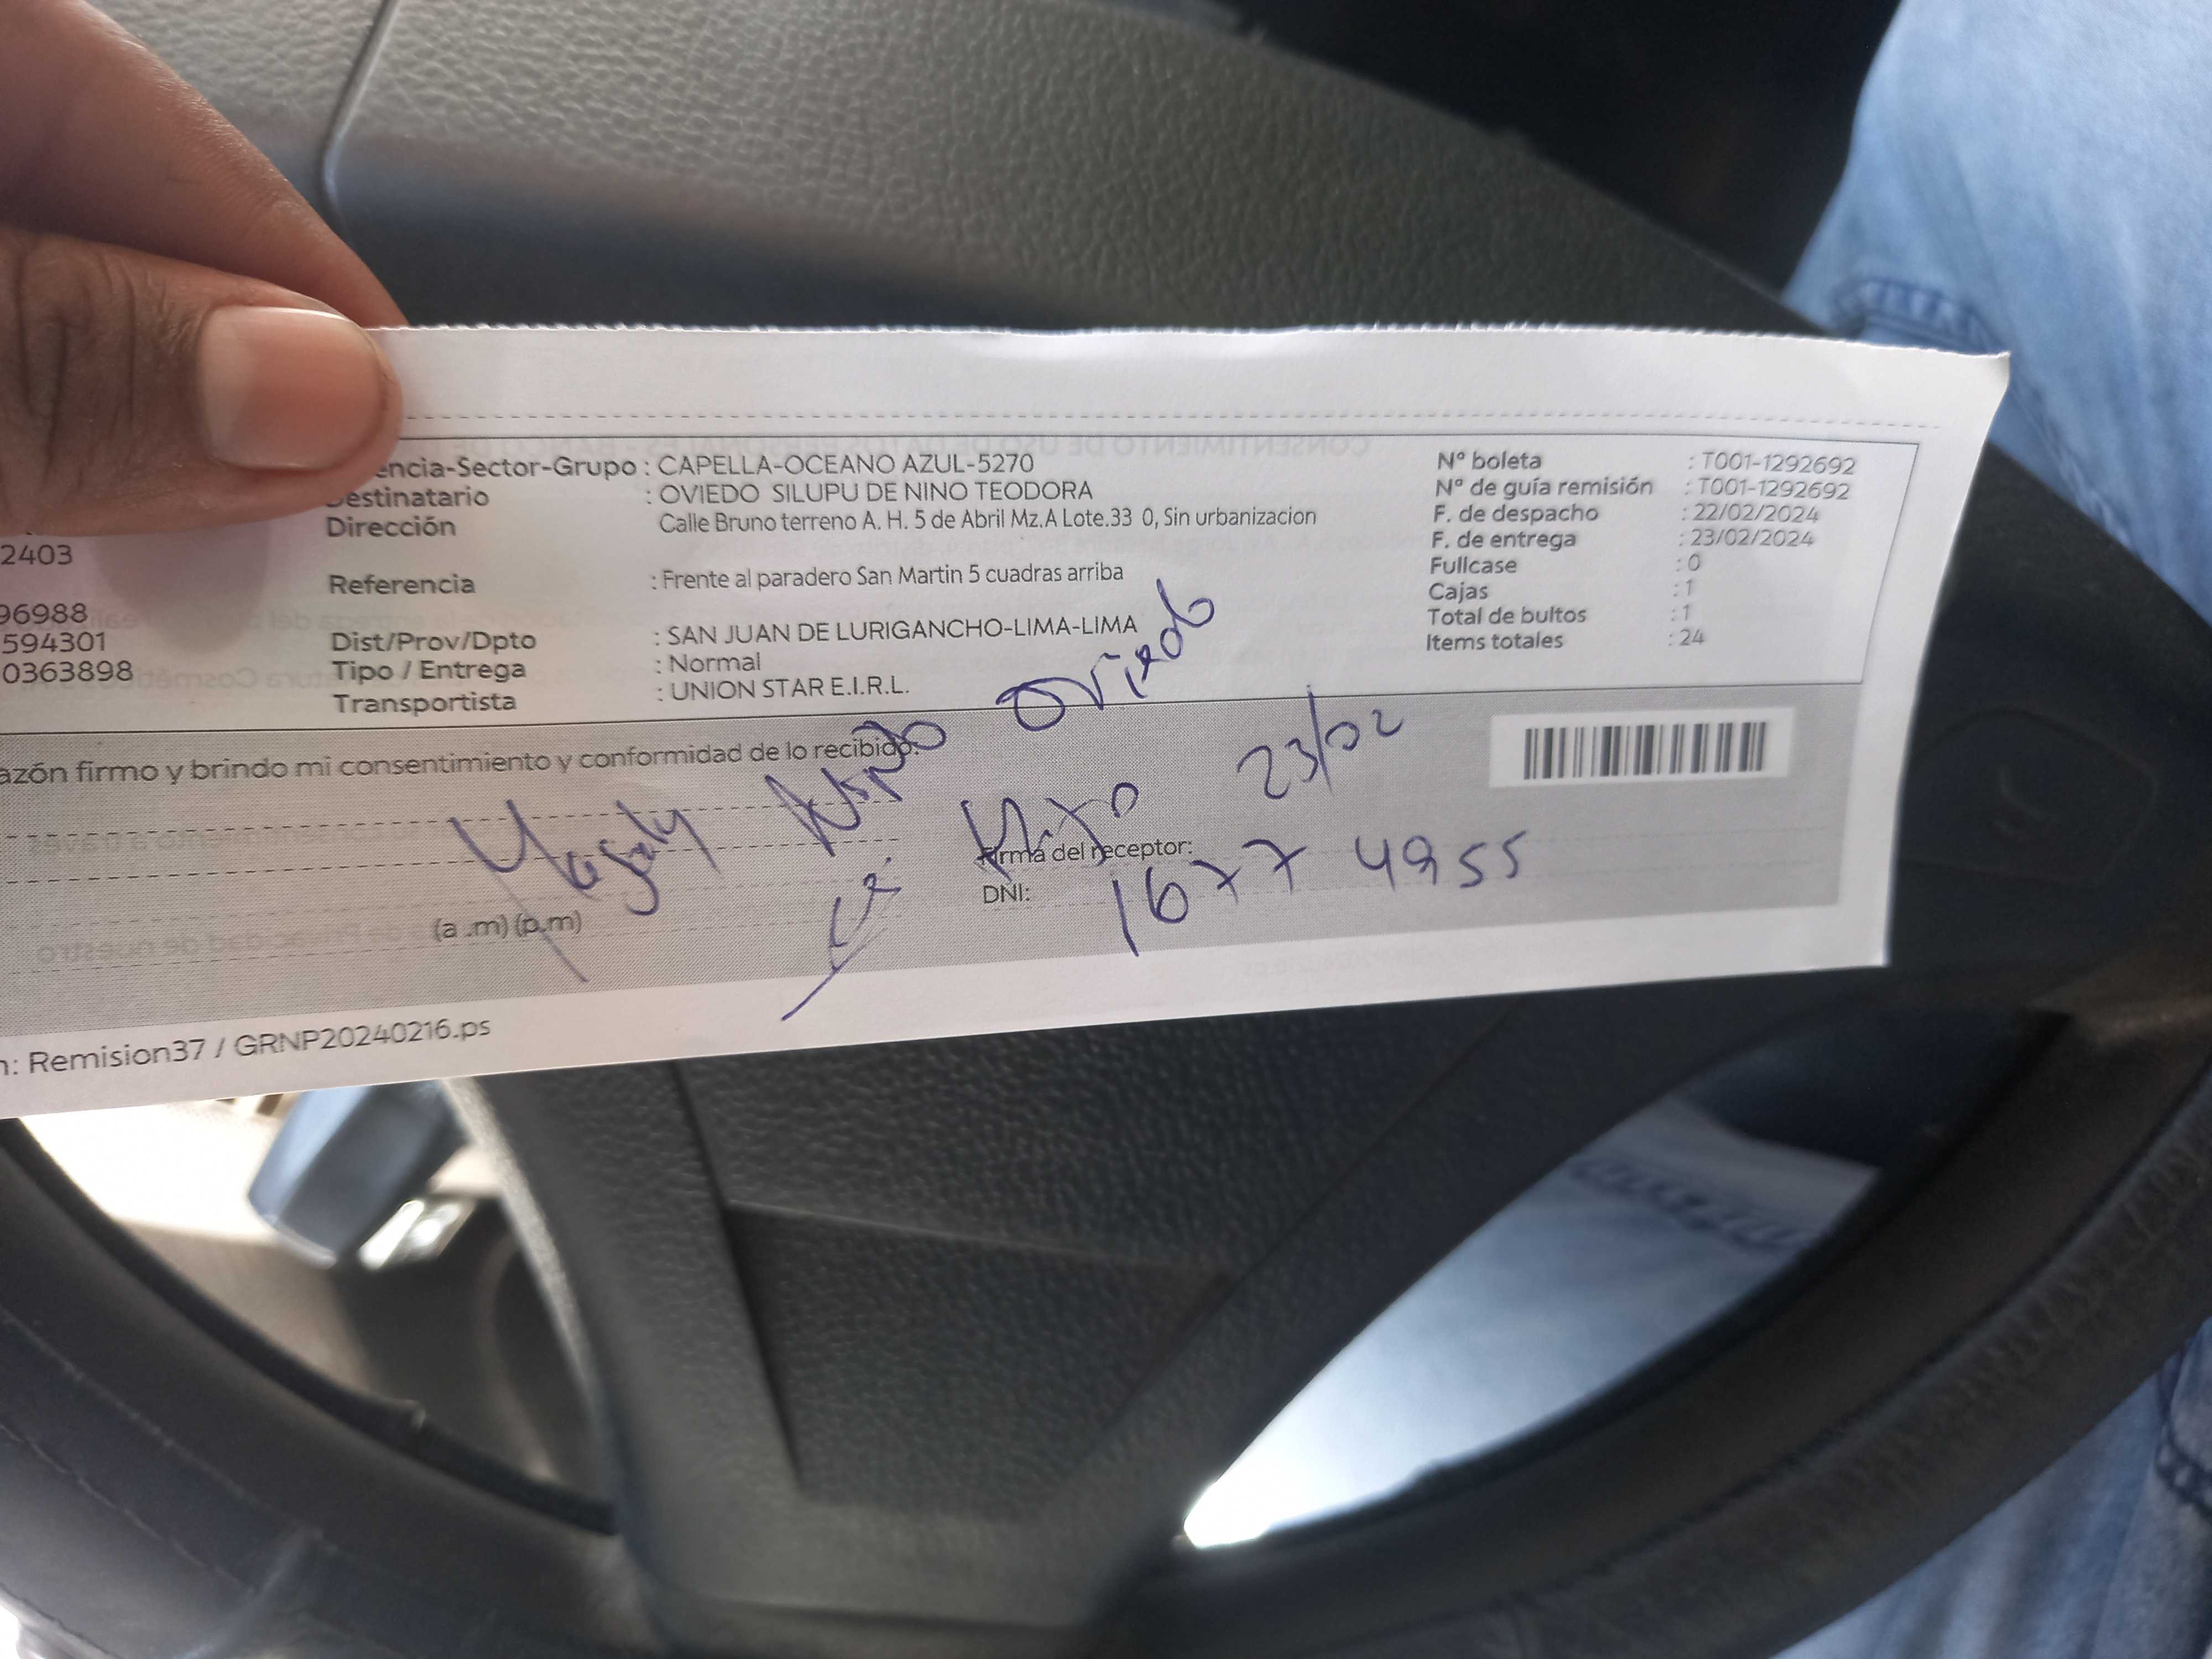 encia-Sector-Grupo : CAPELLA-OCEANO AZUL-5270
Destinatario : OVIEDO SILUPU DE NINO TEODORA
Dirección Calle Bruno terreno A. H. 5 de Abril Mz.A Lote.33 0, Sin urbanizacion
Referencia : Frente al paradero San Martin 5 cuadras arriba
Dist/Prov/Dpto : SAN JUAN DE LURIGANCHO-LIMA-LIMA
Tipo / Entrega : Normal
Transportista : UNION STAR E.I.R.L.
2403
96988
594301
0363898
Nº boleta : T001-1292692
Nº de guía remisión : T001-1292692
F. de despacho : 22/02/2024
F. de entrega : 23/02/2024
Fullcase : 0
Cajas : 1
Total de bultos : 1
Items totales : 24
azón firmo y brindo mi consentimiento y conformidad de lo recibido.
Magaly Oviedo
23/02
Firma del receptor:
DNI: 16774955
(a .m) (p.m)
n: Remision37 / GRNP20240216.ps